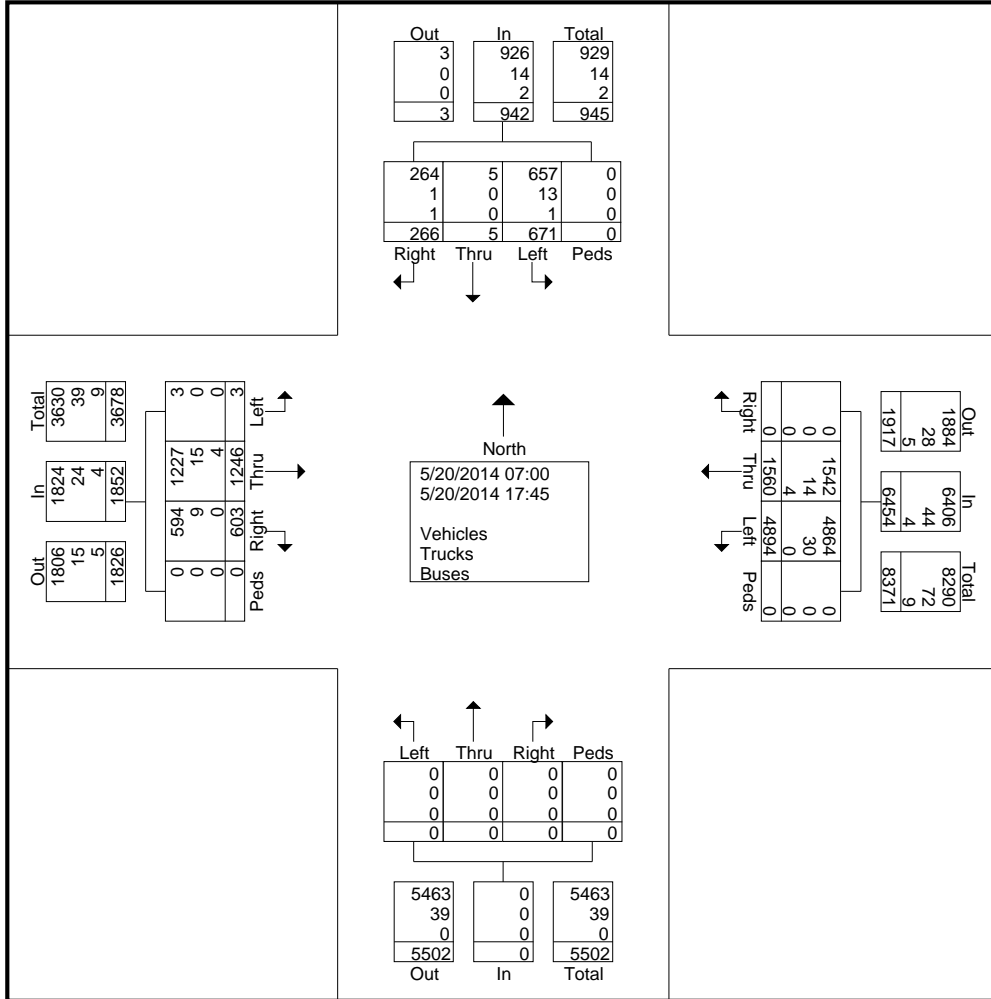 Out In Total
3 926 929
0 14 14
0 2 2
3 942 945
264 5 657 0
1 0 13 0
1 0 1 0
266 5 671 0
Right Thru Left Peds
Total
3630
39
9
3678
In
1824
24
4
1852
Out
1806
15
5
1826
Left Thru Right Peds
3 1227 594 0
0 15 9 0
0 4 0 0
3 1246 603 0
North
5/20/2014 07:00
5/20/2014 17:45
Vehicles
Trucks
Buses
Right Thru Left Peds
0 1542 4864 0
0 14 30 0
0 4 0 0
0 1560 4894 0
Out In Total
1884 6406 8290
28 44 72
5 4 9
1917 6454 8371
Left Thru Right Peds
0 0 0 0
0 0 0 0
0 0 0 0
0 0 0 0
5463 0 5463
39 0 39
0 0 0
5502 0 5502
Out In Total